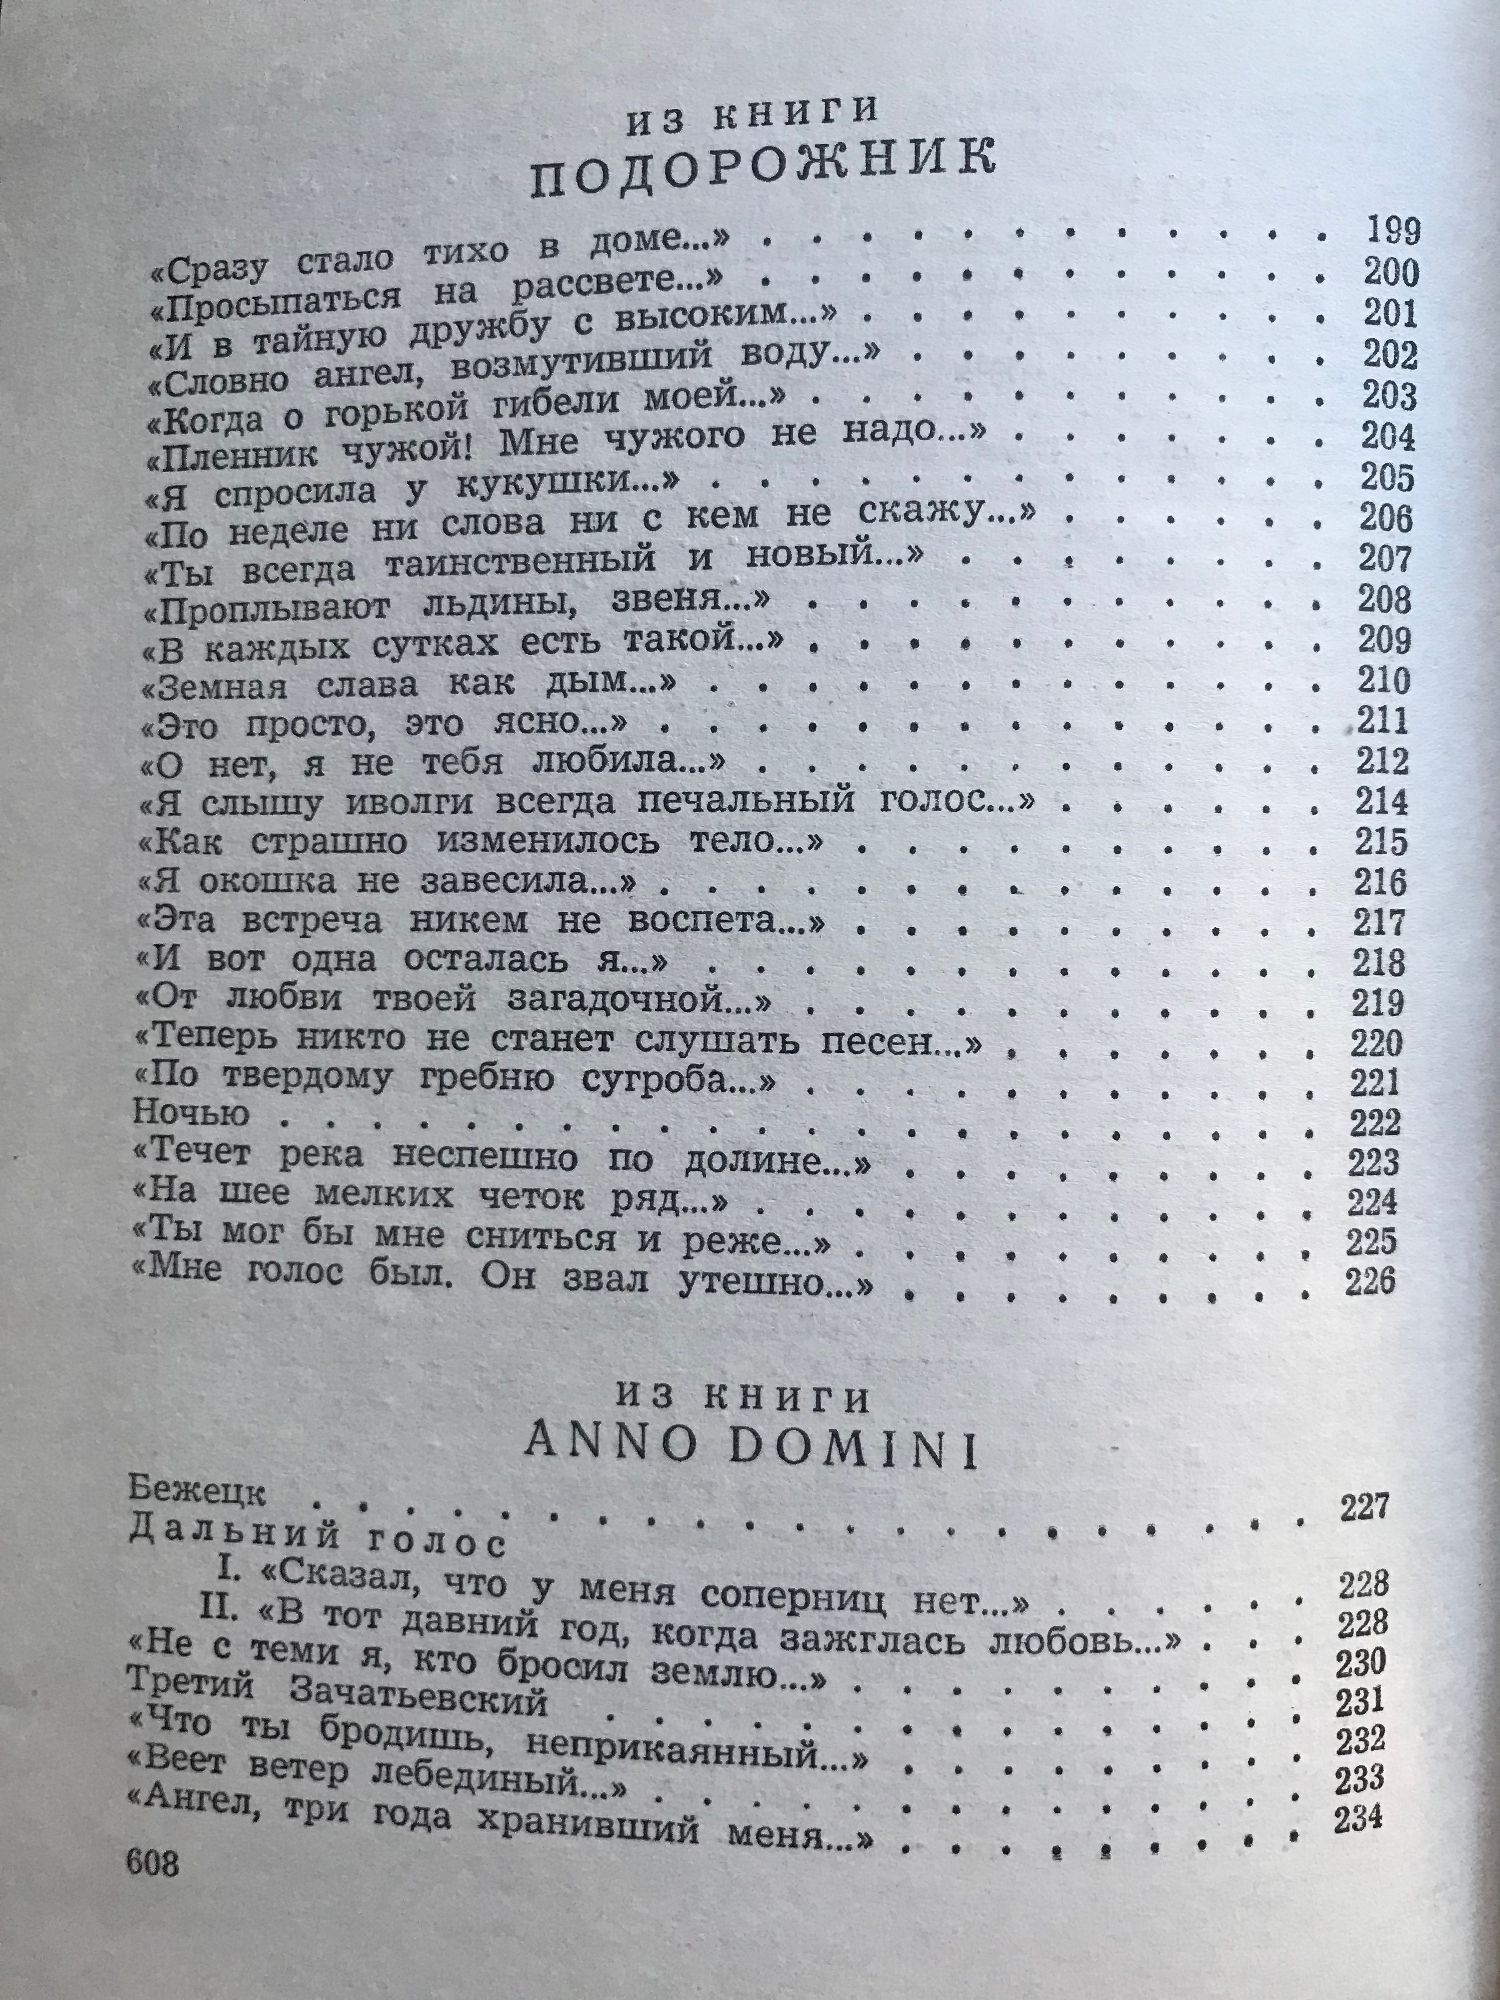 ИЗ КНИГИ
ПОДОРОЖНИК
«Сразу стало тихо в доме...» . . . . . . . . . . . . 199
«Просыпаться на рассвете...» . . . . . . . . . . . . 200
«И в тайную дружбу с высоким...» . . . . . . . . . . 201
«Словно ангел, возмутивший воду...» . . . . . . . . . 202
«Когда о горькой гибели моей...» . . . . . . . . . . . 203
«Пленник чужой! Мне чужого не надо...» . . . . . . . 204
«Я спросила у кукушки...» . . . . . . . . . . . . . 205
«По неделе ни слова ни с кем не скажу...» . . . . . . 206
«Ты всегда таинственный и новый...» . . . . . . . . 207
«Проплывают льдины, звеня...» . . . . . . . . . . . 208
«В каждых сутках есть такой...» . . . . . . . . . . . 209
«Земная слава как дым...» . . . . . . . . . . . . . 210
«Это просто, это ясно...» . . . . . . . . . . . . . . 211
«О нет, я не тебя любила...» . . . . . . . . . . . . 212
«Я слышу иволги всегда печальный голос...» . . . . . . 214
«Как страшно изменилось тело...» . . . . . . . . . . 215
«Я окошка не завесила...» . . . . . . . . . . . . . . 216
«Эта встреча никем не воспета...» . . . . . . . . . . 217
«И вот одна осталась я...» . . . . . . . . . . . . . 218
«От любви твоей загадочной...» . . . . . . . . . . . 219
«Теперь никто не станет слушать песен...» . . . . . . . 220
«По твердому гребню сугроба...» . . . . . . . . . . . 221
Ночью . . . . . . . . . . . . . . . . . . . . . . 222
«Течет река неспешно по долине...» . . . . . . . . . 223
«На шее мелких четок ряд...» . . . . . . . . . . . . 224
«Ты мог бы мне сниться и реже...» . . . . . . . . . . 225
«Мне голос был. Он звал утешно...» . . . . . . . . . 226
ИЗ КНИГИ
ANNO DOMINI
Бежецк . . . . . . . . . . . . . . . . . . . . . 227
Дальний голос
I. «Сказал, что у меня соперниц нет...» . . . . . . 228
II. «В тот давний год, когда зажглась любовь...» . . . 228
«Не с теми я, кто бросил землю...» . . . . . . . . . . 230
Третий Зачатьевский . . . . . . . . . . . . . . . 231
«Что ты бродишь, неприкаянный...» . . . . . . . . . 232
«Веет ветер лебединый...» . . . . . . . . . . . . . . 233
«Ангел, три года хранивший меня...» . . . . . . . . . 234
608